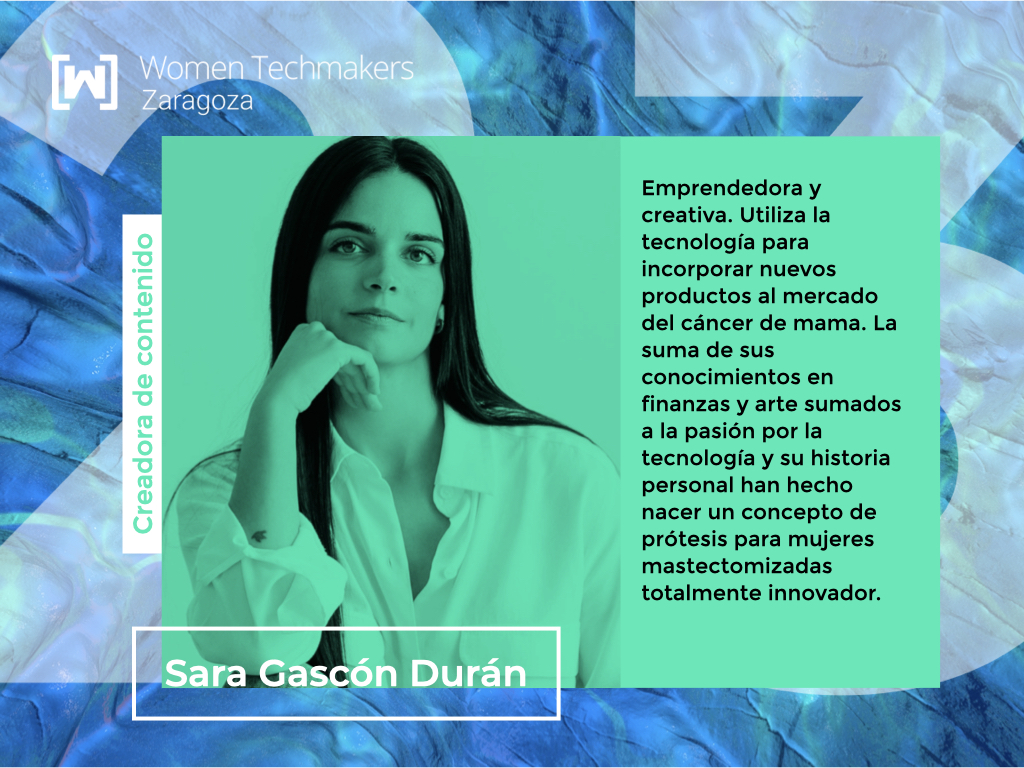 [W] Women Techmakers
Zaragoza
Creadora de contenido
Emprendedora y
creativa. Utiliza la
tecnología para
incorporar nuevos
productos al mercado
del cáncer de mama. La
suma de sus
conocimientos en
finanzas y arte sumados
a la pasión por la
tecnología y su historia
personal han hecho
nacer un concepto de
prótesis para mujeres
mastectomizadas
totalmente innovador.
Sara Gascón Durán